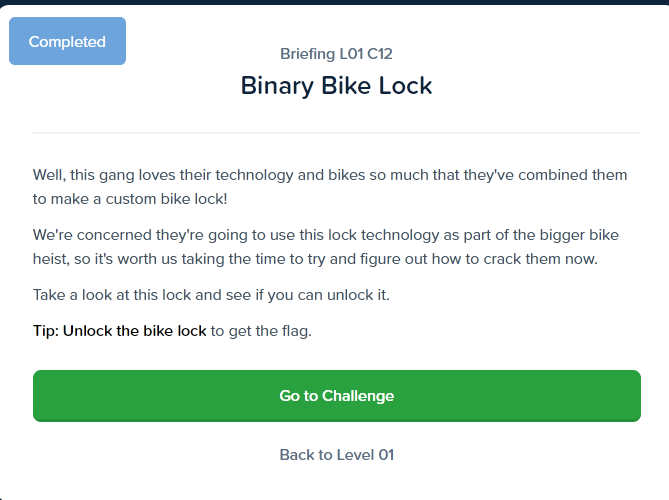 Completed
Briefing L01 C12
Binary Bike Lock
Well, this gang loves their technology and bikes so much that they've combined them
to make a custom bike lock!
We're concerned they're going to use this lock technology as part of the bigger bike
heist, so it's worth us taking the time to try and figure out how to crack them now.
Take a look at this lock and see if you can unlock it.
Tip: Unlock the bike lock to get the flag.
Go to Challenge
Back to Level 01